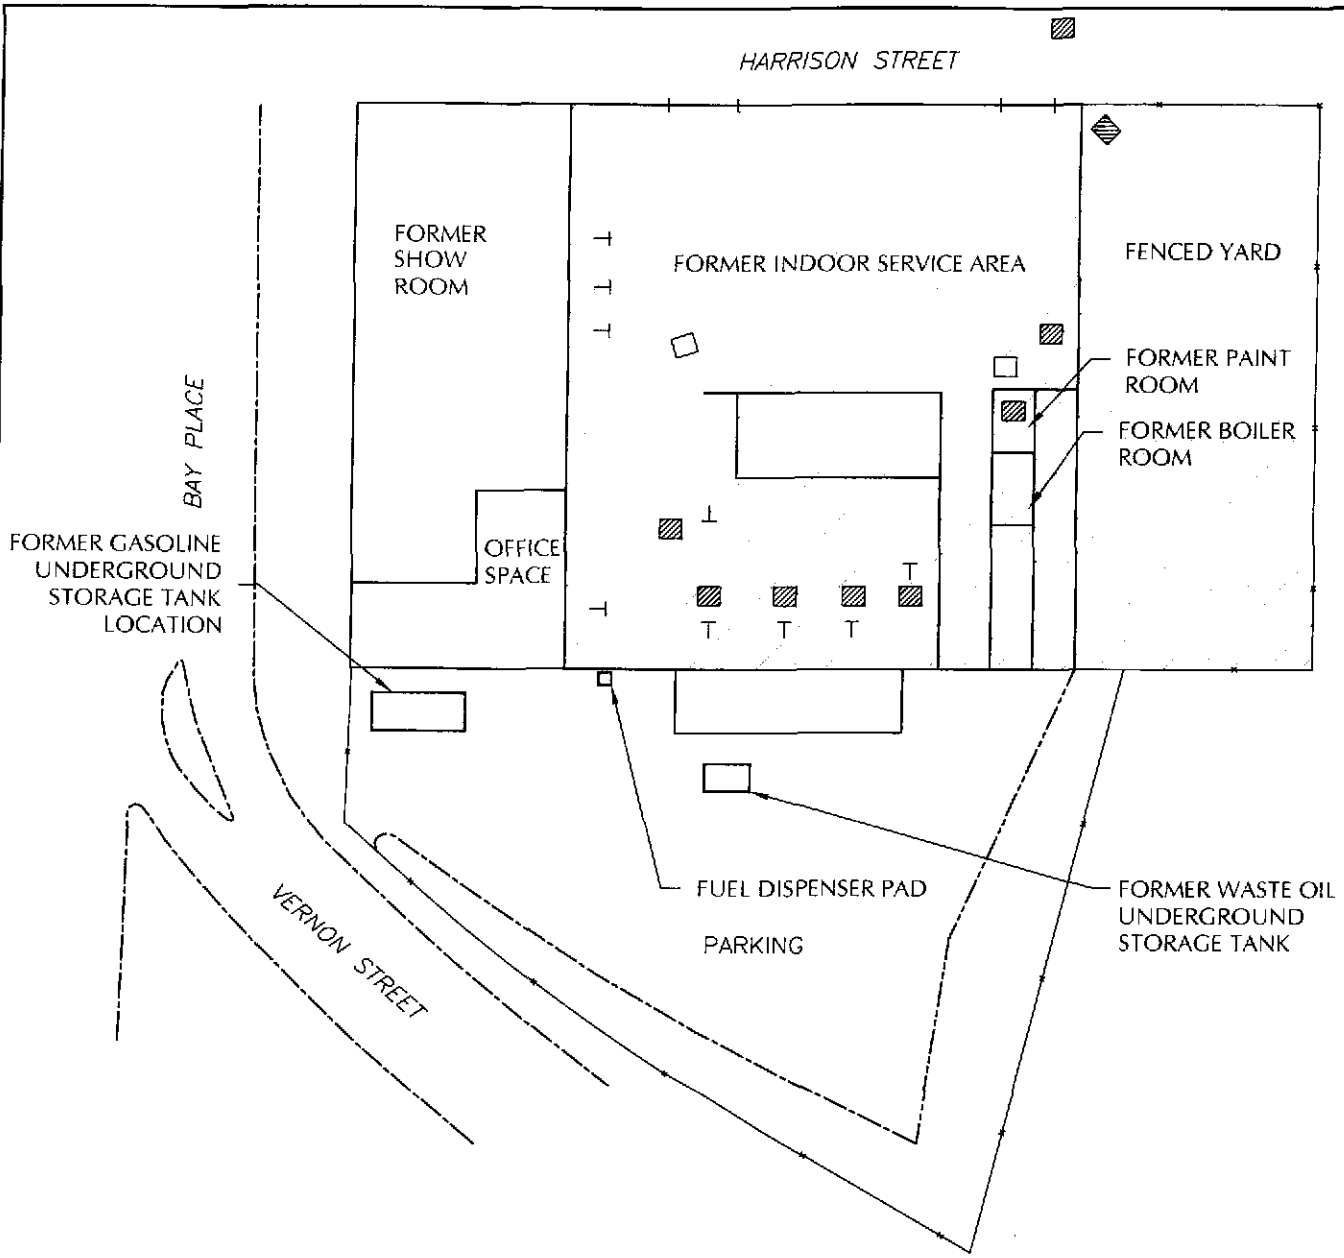 HARRISON STREET
FORMER
SHOW
ROOM
FORMER INDOOR SERVICE AREA
FENCED YARD
FORMER PAINT
ROOM
FORMER BOILER
ROOM
BAY PLACE
OFFICE
SPACE
FORMER GASOLINE
UNDERGROUND
STORAGE TANK
LOCATION
FUEL DISPENSER PAD
PARKING
FORMER WASTE OIL
UNDERGROUND
STORAGE TANK
VERNON STREET